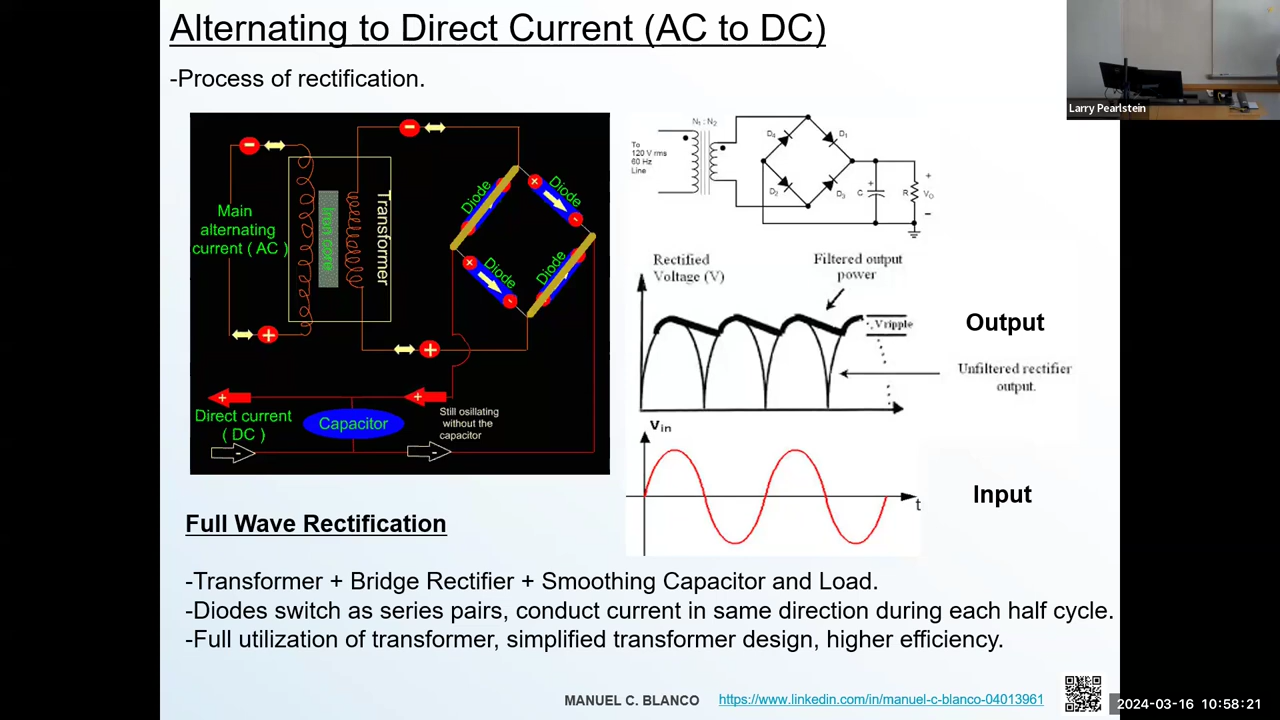 Alternating to Direct Current (AC to DC)
-Process of rectification.
Larry Pearlstein
Main
alternating
current ( AC )
Iron core
Transformer
Diode
Diode
Diode
Diode
Direct current
( DC )
Capacitor
Still osillating
without the
capacitor
N1 : N2
To
120 V rms
60 Hz
Line
D4
D1
D2
D3
C
+
R
+
VO
−
Rectified
Voltage (V)
Filtered output
power
Vripple
Unfiltered rectifier
output.
Output
Vin
t
Input
Full Wave Rectification
-Transformer + Bridge Rectifier + Smoothing Capacitor and Load.
-Diodes switch as series pairs, conduct current in same direction during each half cycle.
-Full utilization of transformer, simplified transformer design, higher efficiency.
MANUEL C. BLANCO https://www.linkedin.com/in/manuel-c-blanco-04013961
2024-03-16 10:58:21